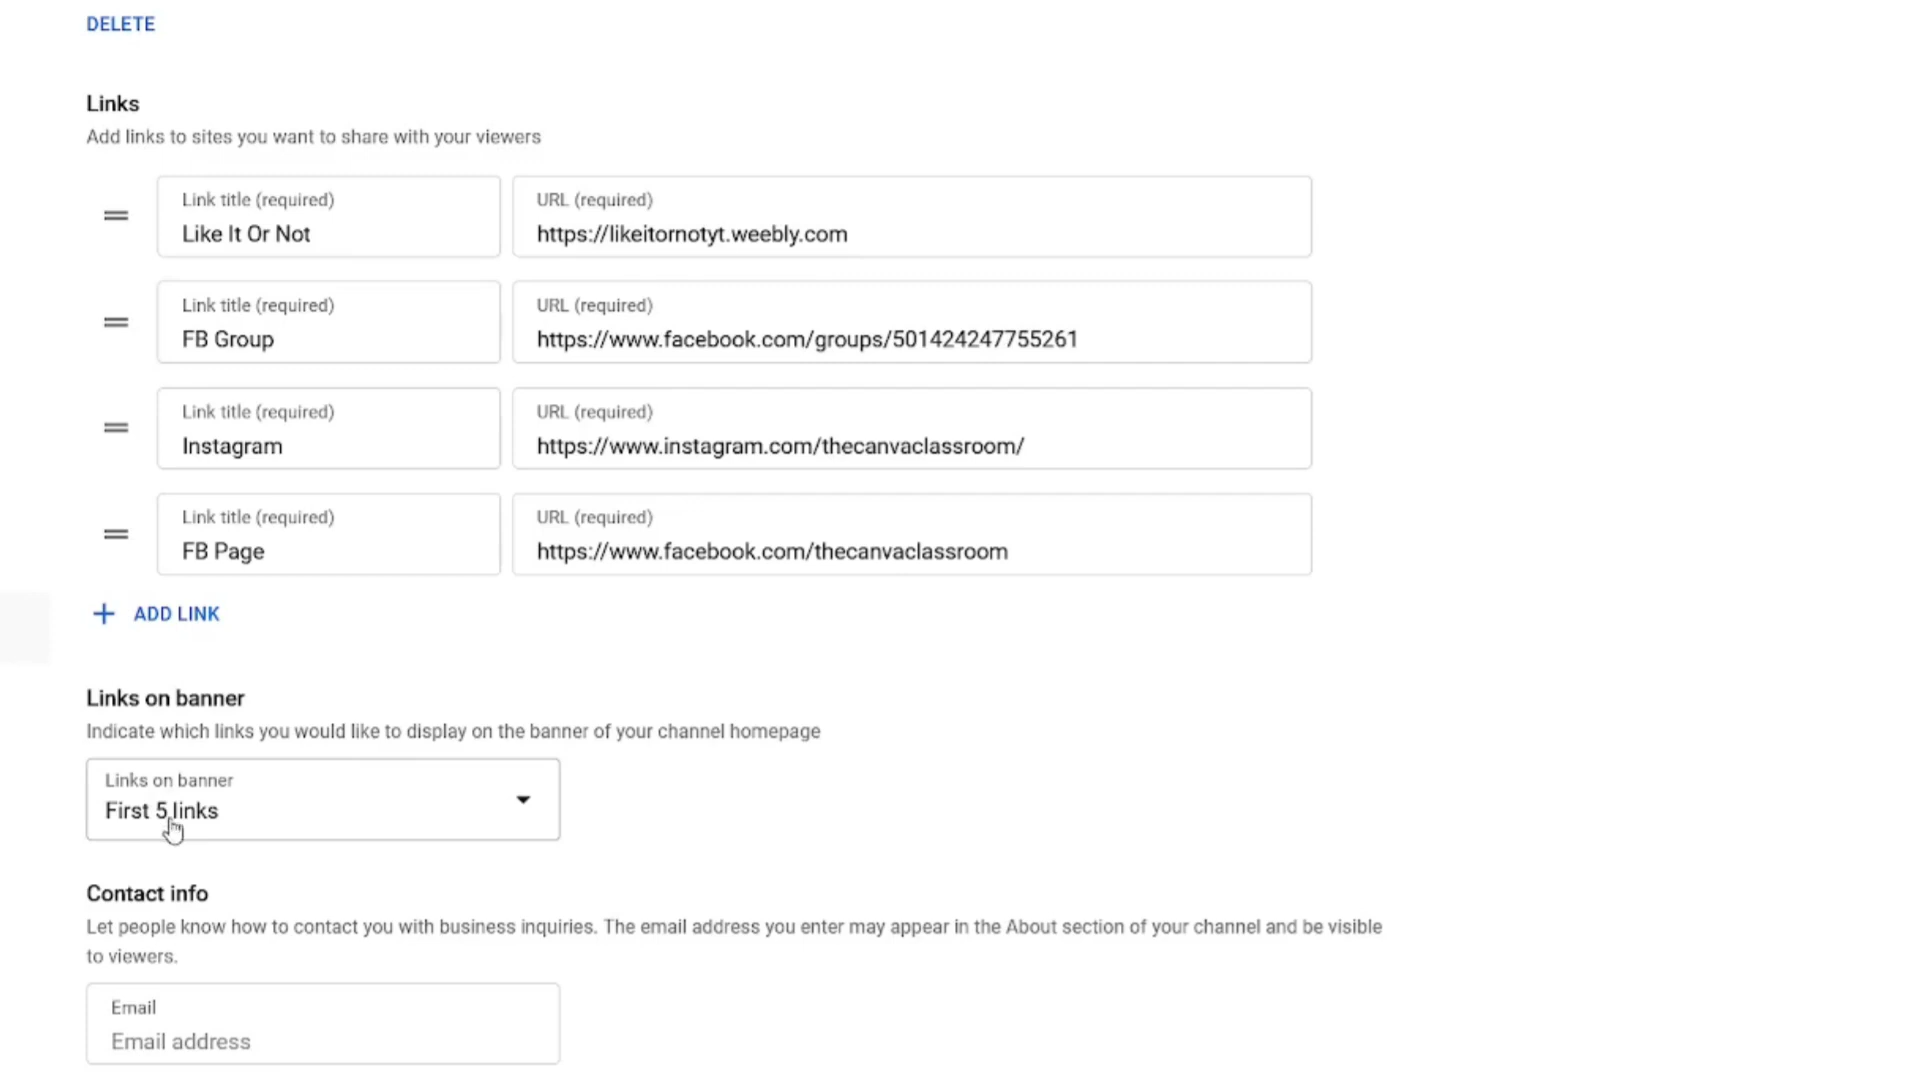 DELETE
Links
Add links to sites you want to share with your viewers
Link title (required)
Like It Or Not
URL (required)
https://likeitornotyt.weebly.com
Link title (required)
FB Group
URL (required)
https://www.facebook.com/groups/501424247755261
Link title (required)
Instagram
URL (required)
https://www.instagram.com/thecanvaclassroom/
Link title (required)
FB Page
URL (required)
https://www.facebook.com/thecanvaclassroom
ADD LINK
Links on banner
Indicate which links you would like to display on the banner of your channel homepage
Links on banner
First 5 links
Contact info
Let people know how to contact you with business inquiries. The email address you enter may appear in the About section of your channel and be visible
to viewers.
Email
Email address